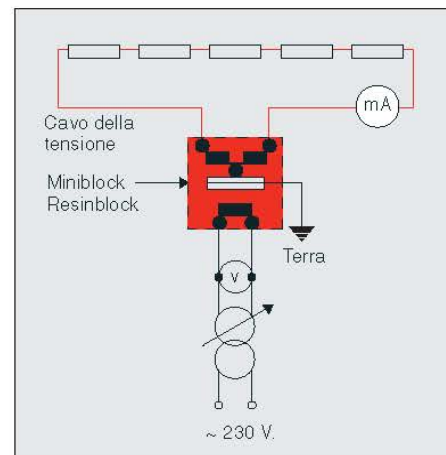 mA
Cavo della
tensione
Miniblock
Resinblock
Terra
V
~ 230 V.